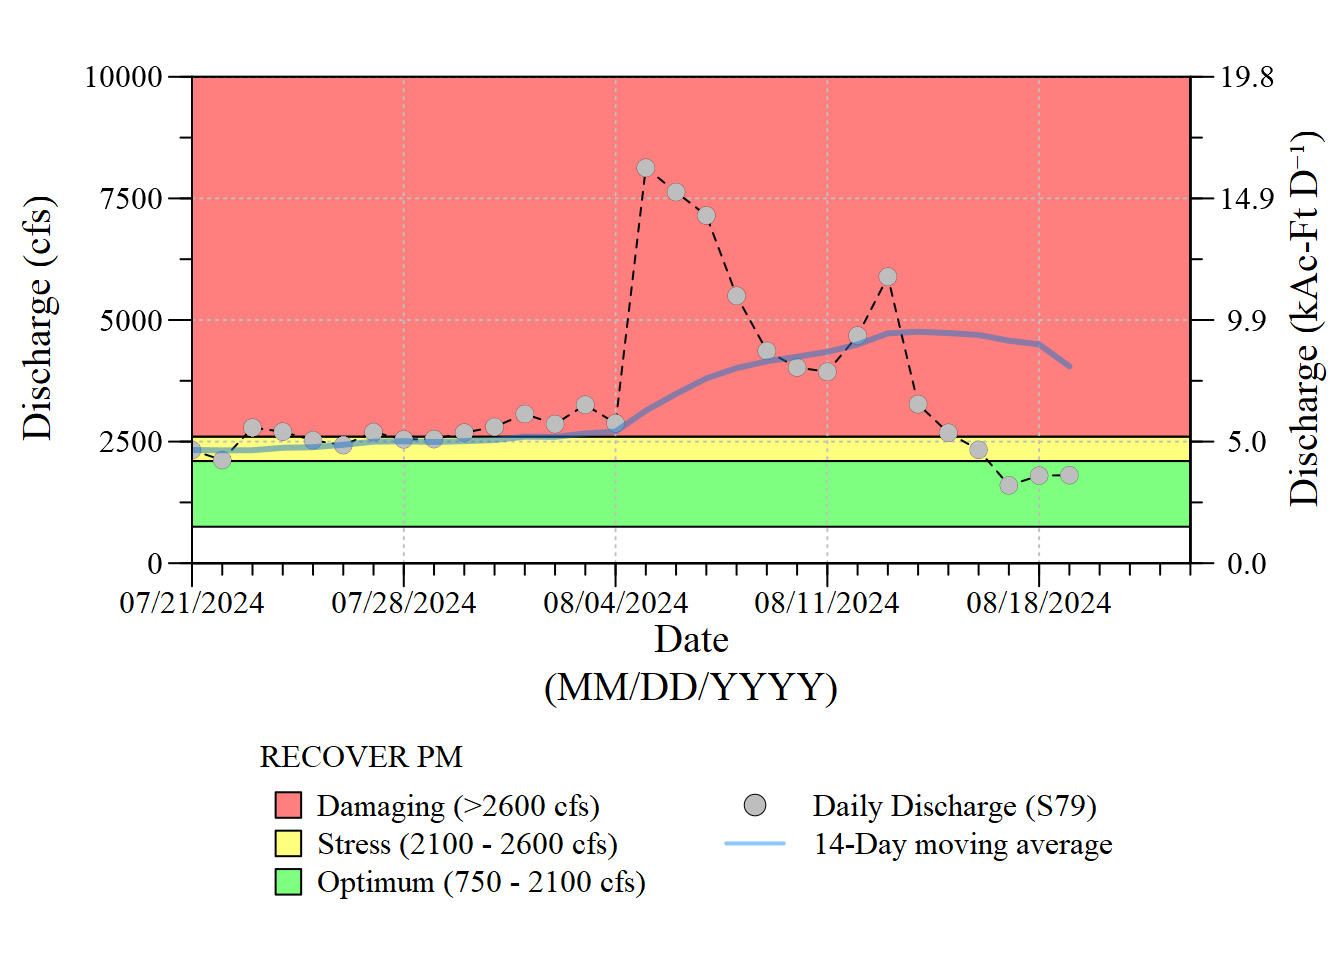 10000
7500
5000
2500
0
Discharge (cfs)
19.8
14.9
9.9
5.0
0.0
Discharge (kAc-Ft D⁻¹)
07/21/2024
07/28/2024
08/04/2024
08/11/2024
08/18/2024
Date
(MM/DD/YYYY)
RECOVER PM
Damaging (>2600 cfs)
Stress (2100 - 2600 cfs)
Optimum (750 - 2100 cfs)
Daily Discharge (S79)
14-Day moving average